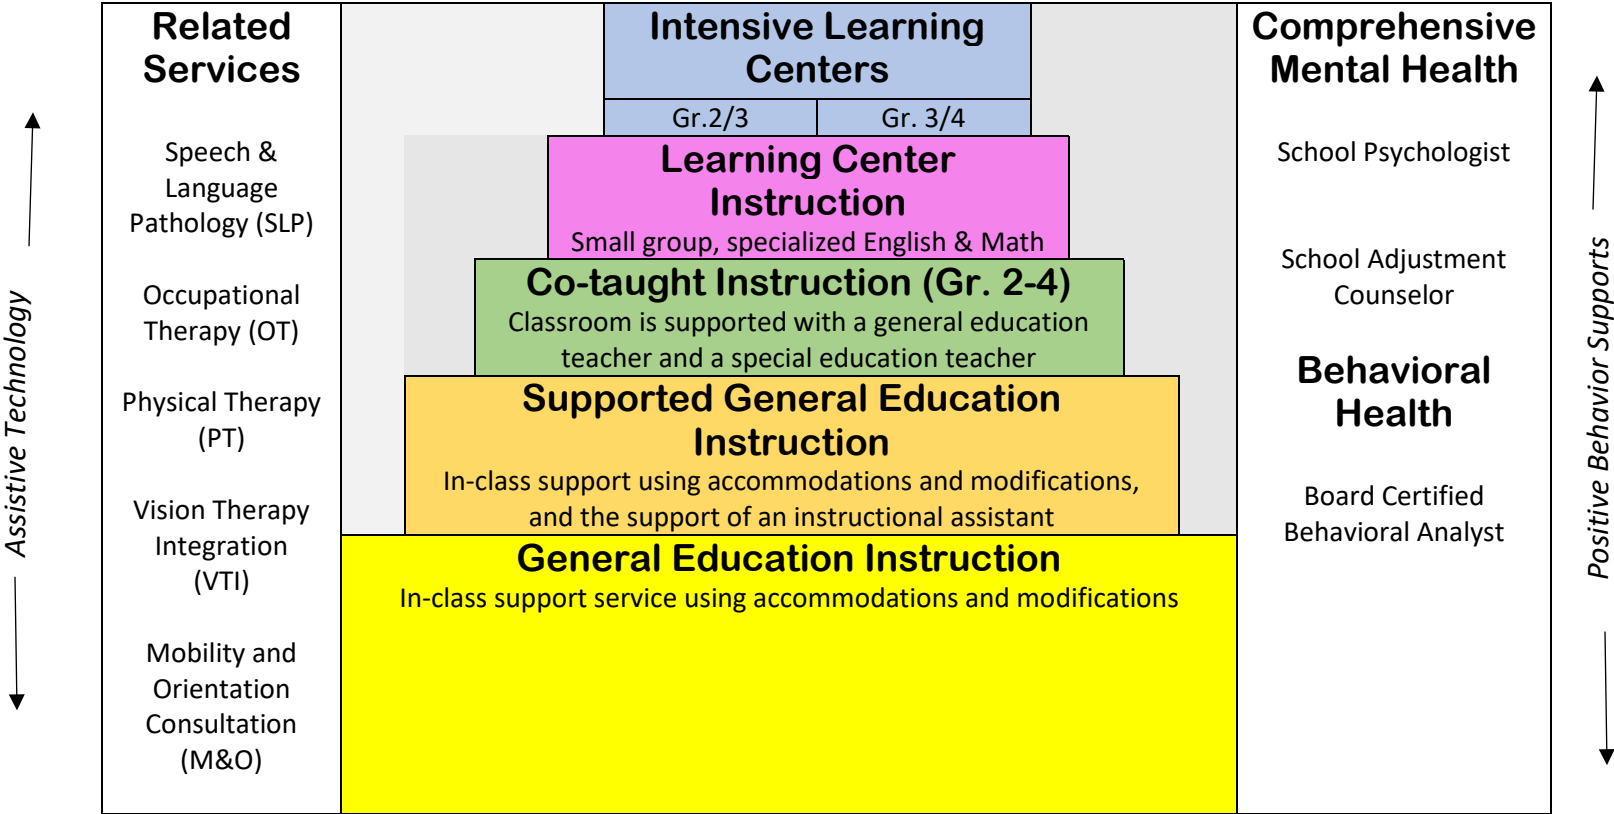 Assistive Technology
Related
Services
Speech &
Language
Pathology (SLP)
Occupational
Therapy (OT)
Physical Therapy
(PT)
Vision Therapy
Integration
(VTI)
Mobility and
Orientation
Consultation
(M&O)
Intensive Learning
Centers
Gr.2/3
Gr. 3/4
Learning Center
Instruction
Small group, specialized English & Math
Co-taught Instruction (Gr. 2-4)
Classroom is supported with a general education
teacher and a special education teacher
Supported General Education
Instruction
In-class support using accommodations and modifications,
and the support of an instructional assistant
General Education Instruction
In-class support service using accommodations and modifications
Comprehensive
Mental Health
School Psychologist
School Adjustment
Counselor
Behavioral
Health
Board Certified
Behavioral Analyst
Positive Behavior Supports